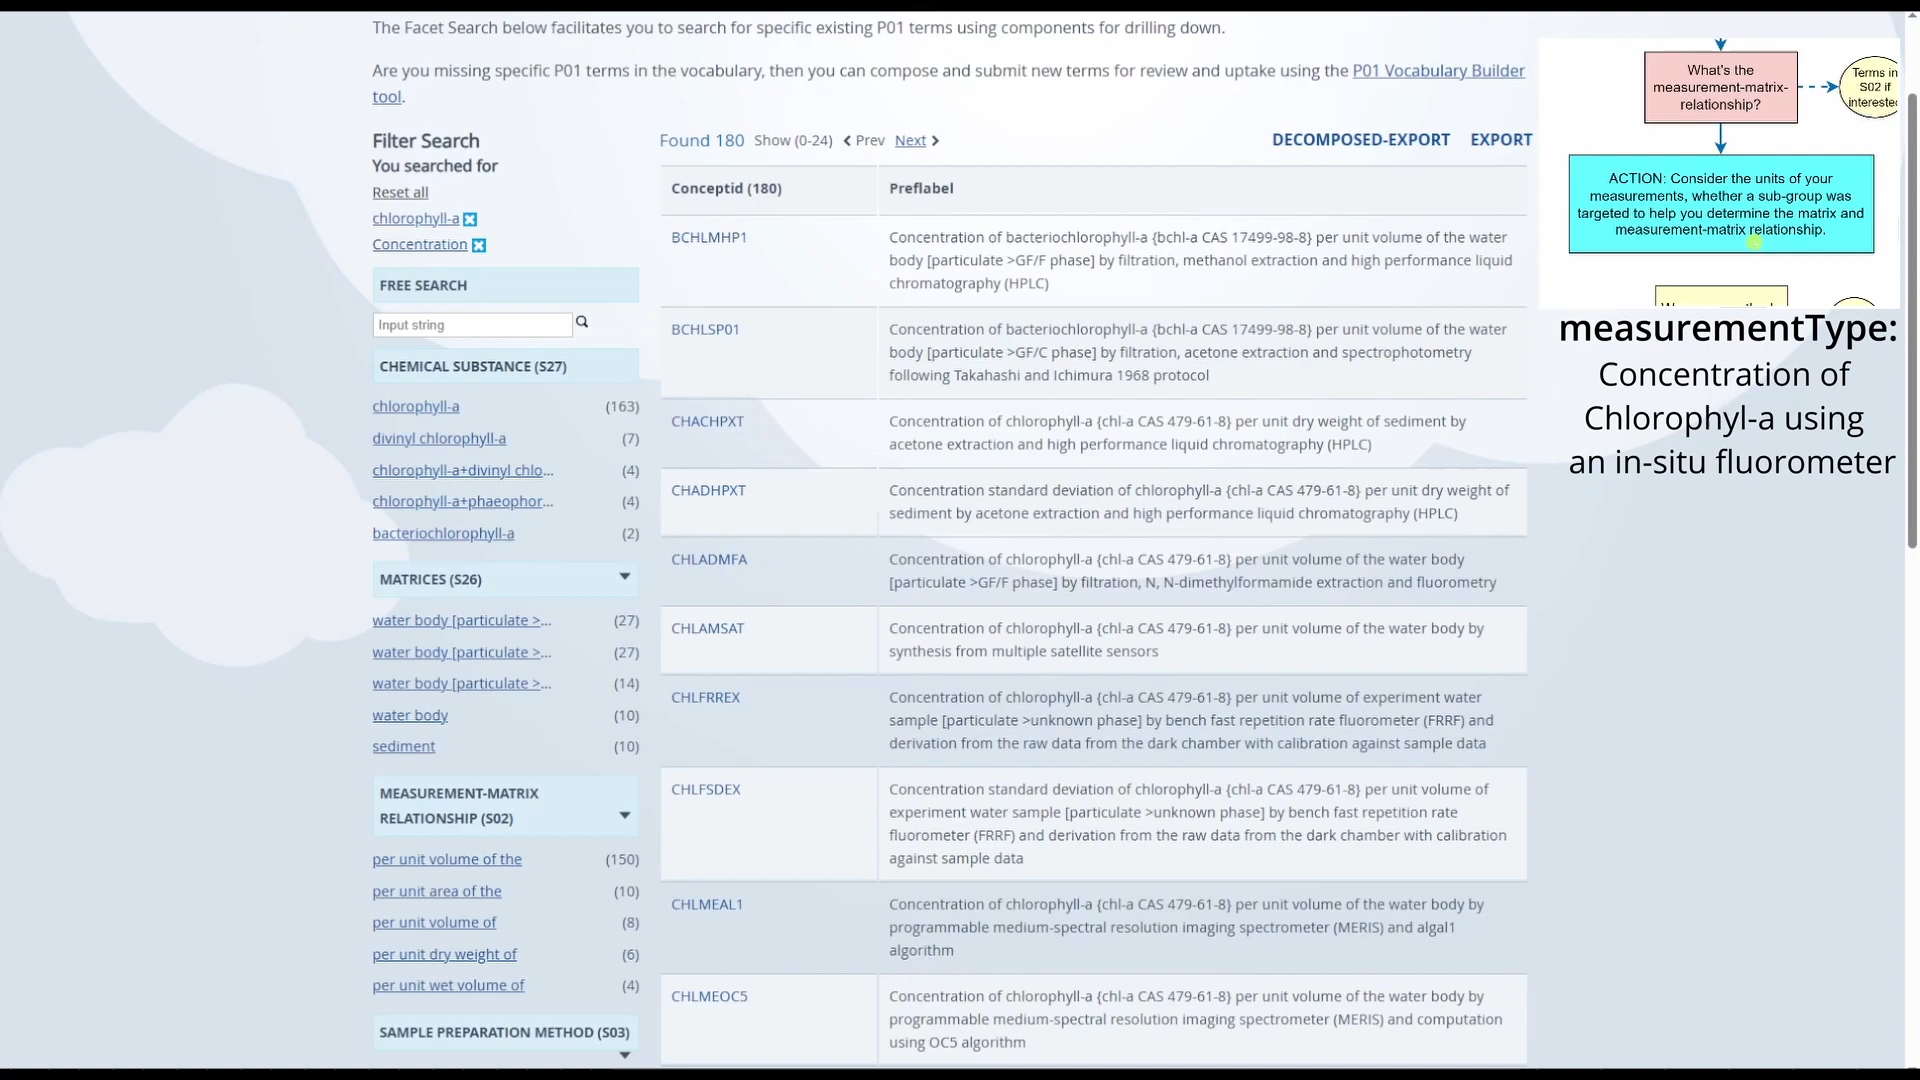 The Facet Search below facilitates you to search for specific existing P01 terms using components for drilling down.
Are you missing specific P01 terms in the vocabulary, then you can compose and submit new terms for review and uptake using the P01 Vocabulary Builder
tool.
Filter Search
You searched for
Reset all
chlorophyll-a
Concentration
FREE SEARCH
Input string
CHEMICAL SUBSTANCE (S27)
chlorophyll-a (163)
divinyl chlorophyll-a (7)
chlorophyll-a+divinyl chlo... (4)
chlorophyll-a+phaeophor... (4)
bacteriochlorophyll-a (2)
MATRICES (S26)
water body [particulate >... (27)
water body [particulate >... (27)
water body [particulate >... (14)
water body (10)
sediment (10)
MEASUREMENT-MATRIX
RELATIONSHIP (S02)
per unit volume of the (150)
per unit area of the (10)
per unit volume of (8)
per unit dry weight of (6)
per unit wet volume of (4)
SAMPLE PREPARATION METHOD (S03)
Found 180 Show (0-24) Prev Next DECOMPOSED-EXPORT EXPORT
Conceptid (180) Preflabel
BCHLMHP1 Concentration of bacteriochlorophyll-a {bchl-a CAS 17499-98-8} per unit volume of the water
body [particulate >GF/F phase] by filtration, methanol extraction and high performance liquid
chromatography (HPLC)
BCHLSP01 Concentration of bacteriochlorophyll-a {bchl-a CAS 17499-98-8} per unit volume of the water
body [particulate >GF/C phase] by filtration, acetone extraction and spectrophotometry
following Takahashi and Ichimura 1968 protocol
CHACHPXT Concentration of chlorophyll-a {chl-a CAS 479-61-8} per unit dry weight of sediment by
acetone extraction and high performance liquid chromatography (HPLC)
CHADHPXT Concentration standard deviation of chlorophyll-a {chl-a CAS 479-61-8} per unit dry weight of
sediment by acetone extraction and high performance liquid chromatography (HPLC)
CHLADMFA Concentration of chlorophyll-a {chl-a CAS 479-61-8} per unit volume of the water body
[particulate >GF/F phase] by filtration, N, N-dimethylformamide extraction and fluorometry
CHLAMSAT Concentration of chlorophyll-a {chl-a CAS 479-61-8} per unit volume of the water body by
synthesis from multiple satellite sensors
CHLFRREX Concentration of chlorophyll-a {chl-a CAS 479-61-8} per unit volume of experiment water
sample [particulate >unknown phase] by bench fast repetition rate fluorometer (FRRF) and
derivation from the raw data from the dark chamber with calibration against sample data
CHLFSDEX Concentration standard deviation of chlorophyll-a {chl-a CAS 479-61-8} per unit volume of
experiment water sample [particulate >unknown phase] by bench fast repetition rate
fluorometer (FRRF) and derivation from the raw data from the dark chamber with calibration
against sample data
CHLMEAL1 Concentration of chlorophyll-a {chl-a CAS 479-61-8} per unit volume of the water body by
programmable medium-spectral resolution imaging spectrometer (MERIS) and algal1
algorithm
CHLMEOC5 Concentration of chlorophyll-a {chl-a CAS 479-61-8} per unit volume of the water body by
programmable medium-spectral resolution imaging spectrometer (MERIS) and computation
using OC5 algorithm
What's the
measurement-matrix-
relationship?
Terms in
S02 if
ACTION: Consider the units of your
measurements, whether a sub-group was
targeted to help you determine the matrix and
measurement-matrix relationship.
measurementType:
Concentration of
Chlorophyl-a using
an in-situ fluorometer